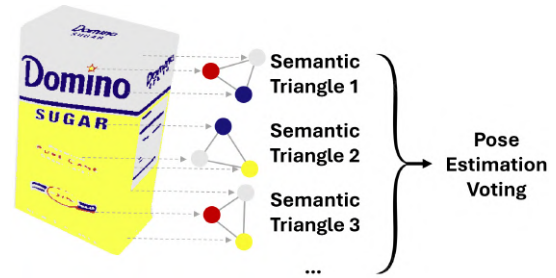 Domino
SUGAR
Domino
SUGAR
Semantic
Triangle 1
Semantic
Triangle 2
Semantic
Triangle 3
...
Pose
Estimation
Voting